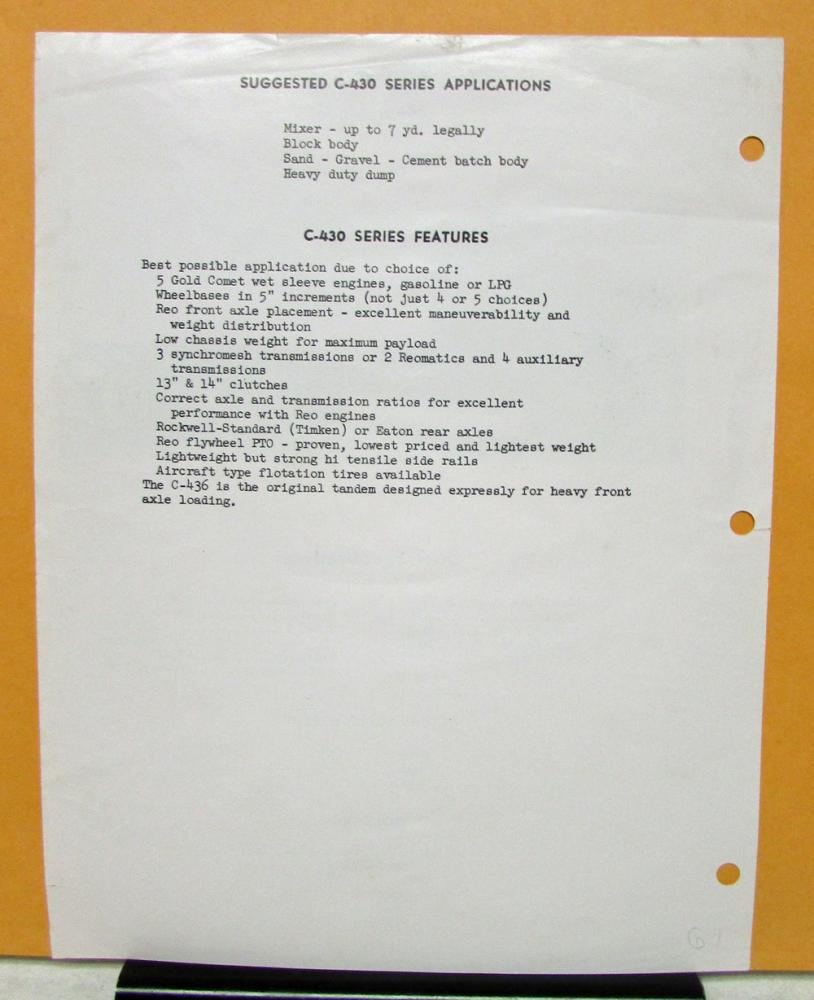 SUGGESTED C-430 SERIES APPLICATIONS
Mixer - up to 7 yd. legally
Block body
Sand - Gravel - Cement batch body
Heavy duty dump
C-430 SERIES FEATURES
Best possible application due to choice of:
5 Gold Comet wet sleeve engines, gasoline or LPG
Wheelbases in 5" increments (not just 4 or 5 choices)
Reo front axle placement - excellent maneuverability and
weight distribution
Low chassis weight for maximum payload
3 synchromesh transmissions or 2 Reomatics and 4 auxiliary
transmissions
13" & 14" clutches
Correct axle and transmission ratios for excellent
performance with Reo engines
Rockwell-Standard (Timken) or Eaton rear axles
Reo flywheel PTO - proven, lowest priced and lightest weight
Lightweight but strong hi tensile side rails
Aircraft type flotation tires available
The C-436 is the original tandem designed expressly for heavy front
axle loading.